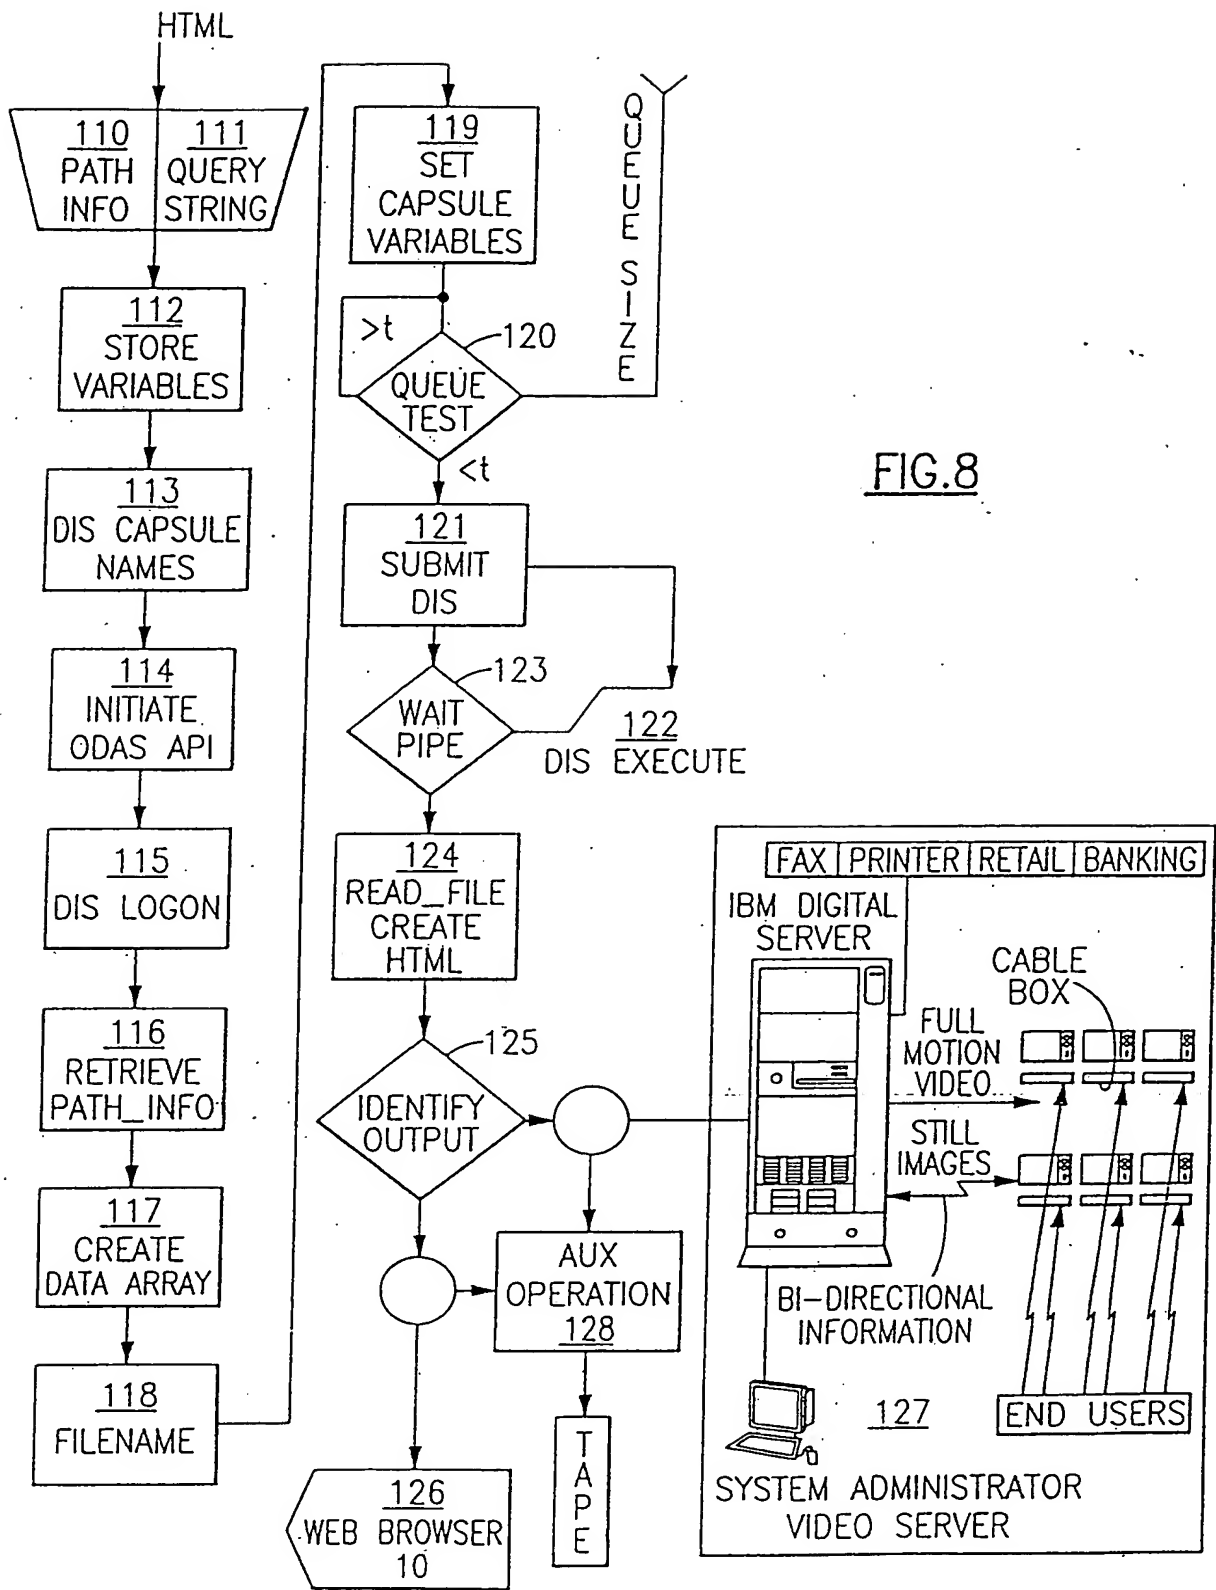 HTML
110
PATH
INFO
111
QUERY
STRING
112
STORE
VARIABLES
113
DIS CAPSULE
NAMES
114
INITIATE
ODAS API
115
DIS LOGON
116
RETRIEVE
PATH_INFO
117
CREATE
DATA ARRAY
118
FILENAME
119
SET
CAPSULE
VARIABLES
QUEUE SIZE
>t
120
QUEUE
TEST
<t
121
SUBMIT
DIS
123
WAIT
PIPE
122
DIS EXECUTE
124
READ_FILE
CREATE
HTML
125
IDENTIFY
OUTPUT
AUX
OPERATION
128
TAPE
126
WEB BROWSER
10
FIG.8
FAX PRINTER RETAIL BANKING
IBM DIGITAL
SERVER
CABLE
BOX
FULL
MOTION
VIDEO
STILL
IMAGES
BI-DIRECTIONAL
INFORMATION
127
END USERS
SYSTEM ADMINISTRATOR
VIDEO SERVER